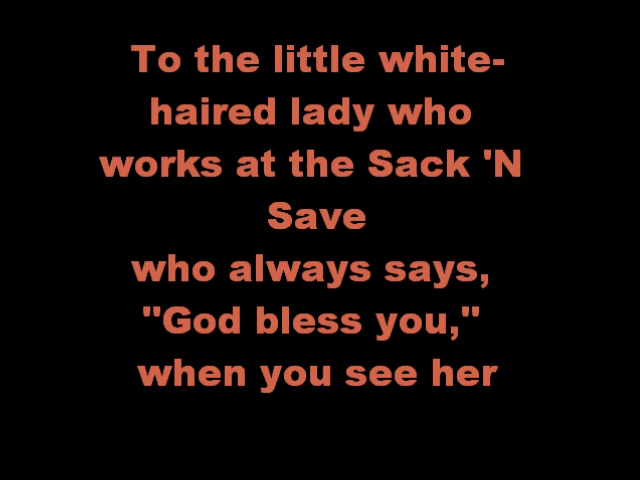 To the little white-
haired lady who
works at the Sack 'N
Save
who always says,
"God bless you,"
when you see her